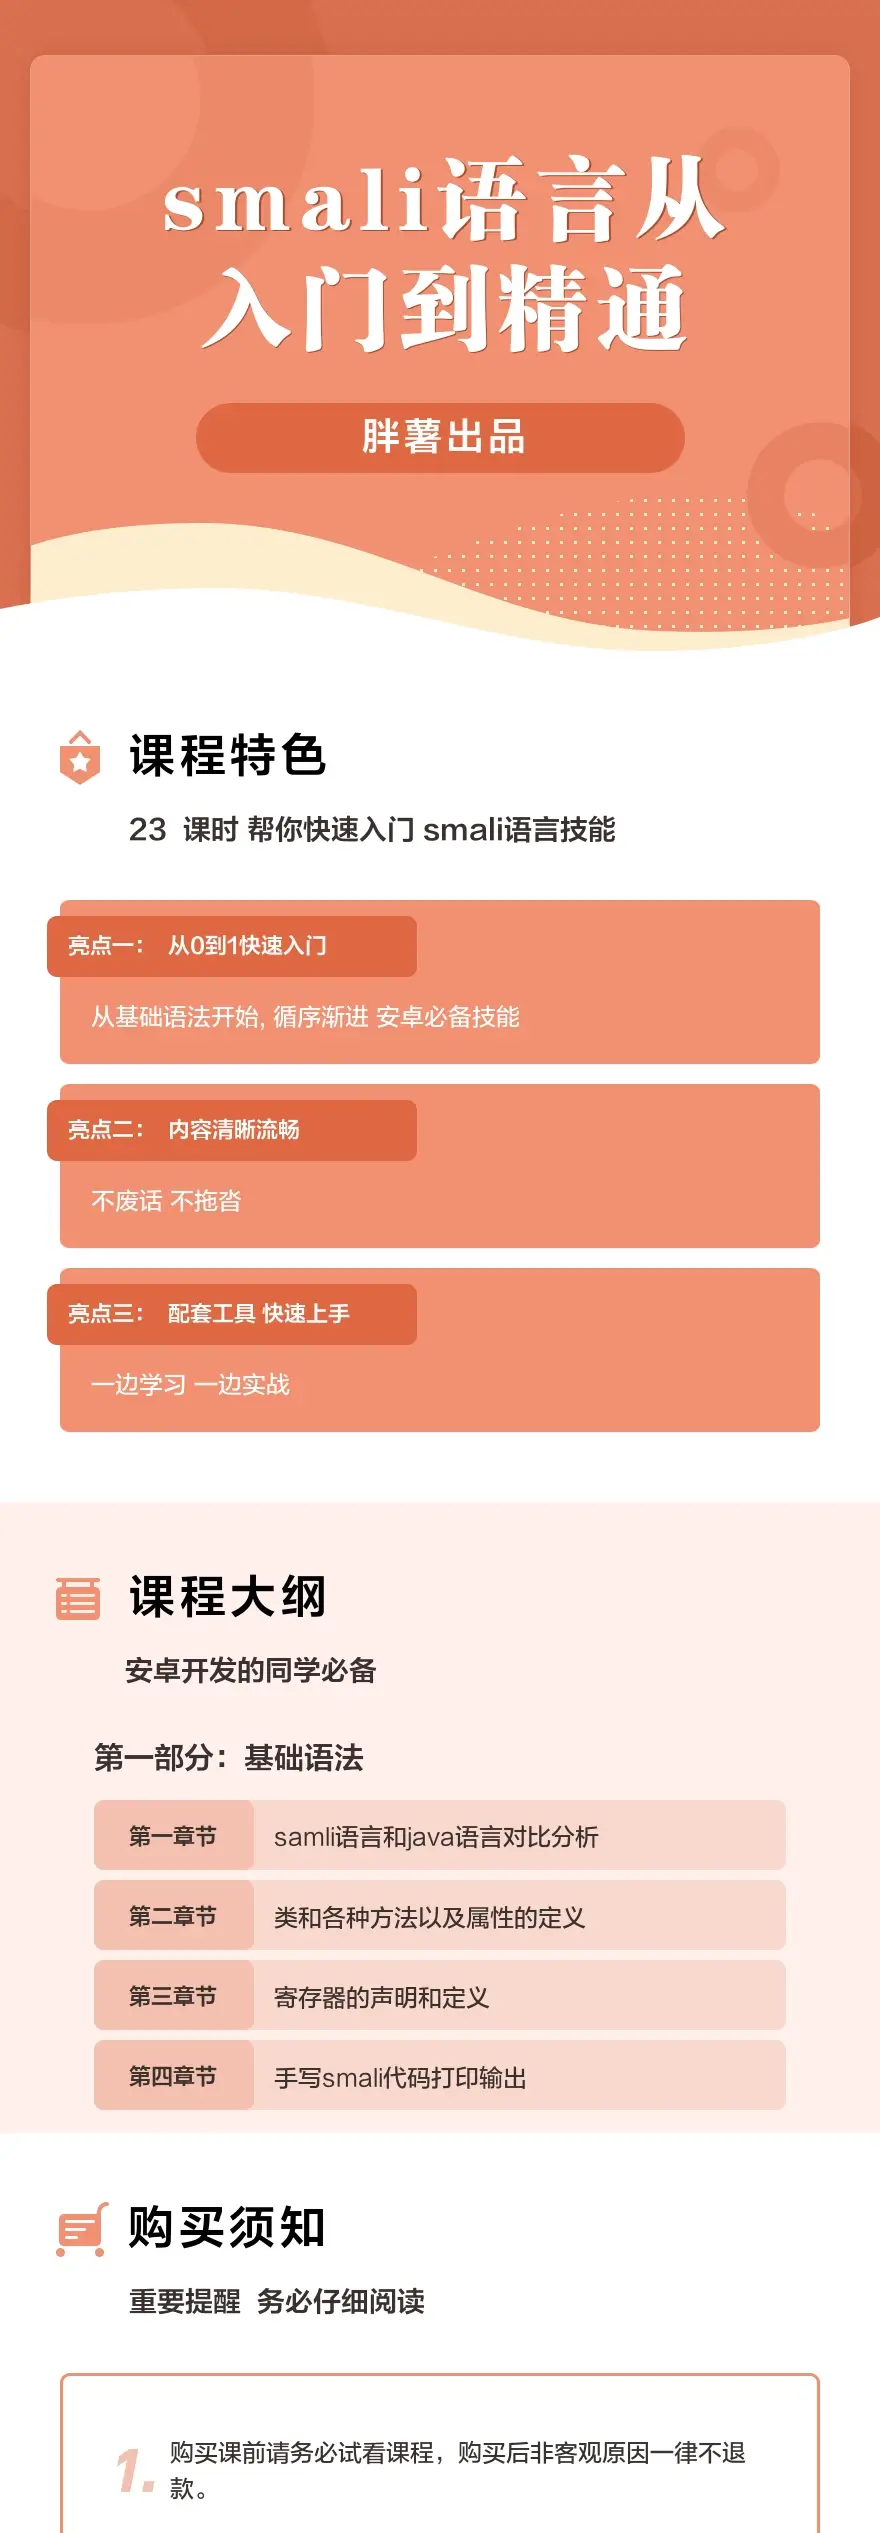 smali语言从
入门到精通
胖薯出品
课程特色
23 课时 帮你快速入门 smali语言技能
亮点一： 从0到1快速入门
从基础语法开始, 循序渐进 安卓必备技能
亮点二： 内容清晰流畅
不废话 不拖沓
亮点三： 配套工具 快速上手
一边学习 一边实战
课程大纲
安卓开发的同学必备
第一部分：基础语法
第一章节 samli语言和java语言对比分析
第二章节 类和各种方法以及属性的定义
第三章节 寄存器的声明和定义
第四章节 手写smali代码打印输出
购买须知
重要提醒 务必仔细阅读
1. 购买课前请务必试看课程，购买后非客观原因一律不退
款。